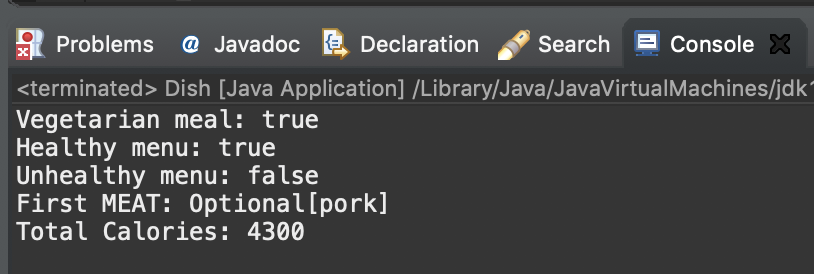 Problems @ Javadoc Declaration Search Console
<terminated> Dish [Java Application] /Library/Java/JavaVirtualMachines/jdk1
Vegetarian meal: true
Healthy menu: true
Unhealthy menu: false
First MEAT: Optional[pork]
Total Calories: 4300